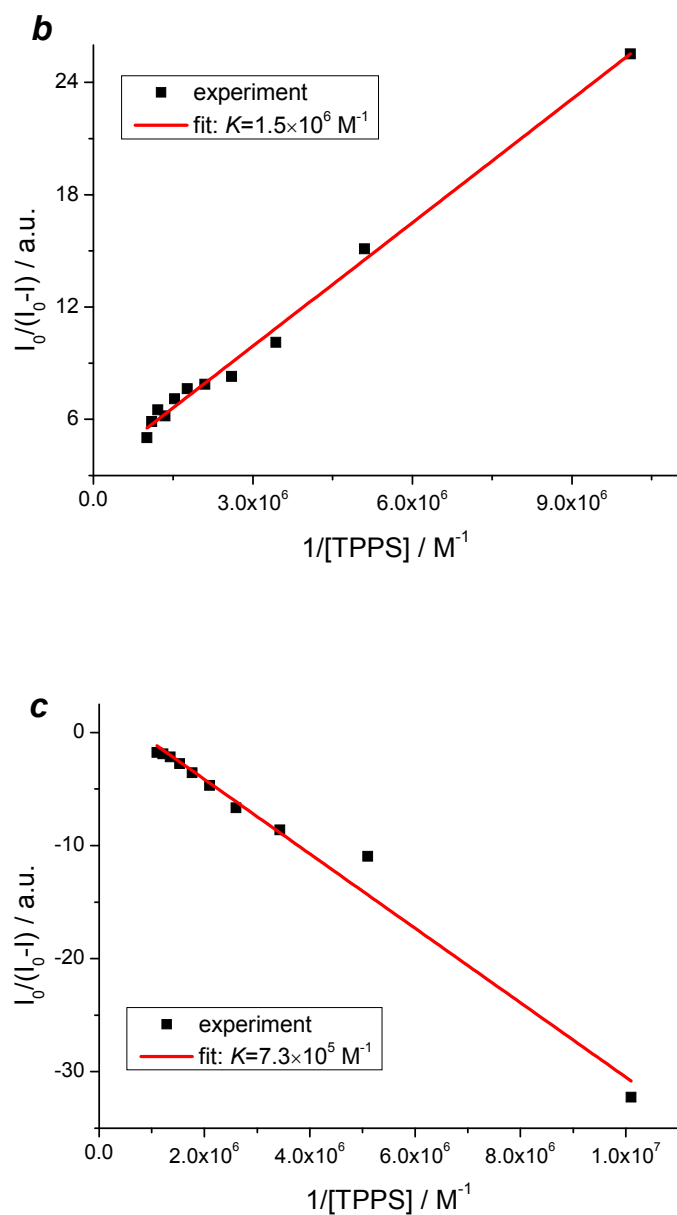 b
24
18
12
6
I₀/(I₀-I) / a.u.
experiment
fit: K=1.5×10⁶ M⁻¹
0.0
3.0x10⁶
6.0x10⁶
9.0x10⁶
1/[TPPS] / M⁻¹
c
0
-10
-20
-30
I₀/(I₀-I) / a.u.
experiment
fit: K=7.3×10⁵ M⁻¹
0.0
2.0x10⁶
4.0x10⁶
6.0x10⁶
8.0x10⁶
1.0x10⁷
1/[TPPS] / M⁻¹